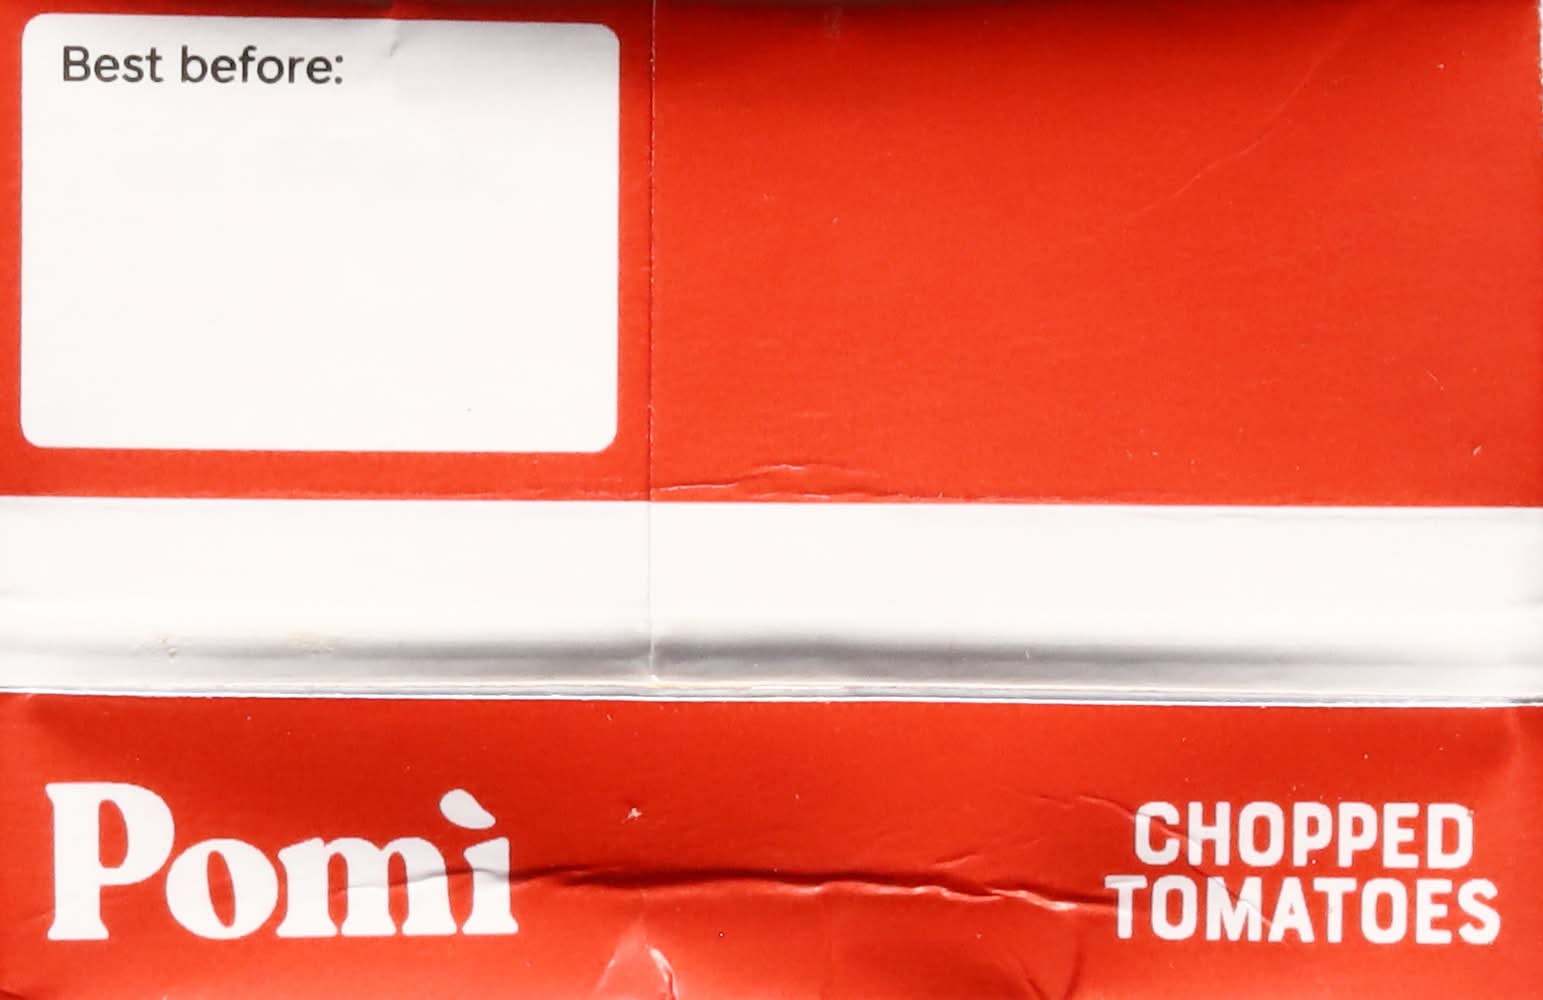 Best before:
Pomì
CHOPPED
TOMATOES